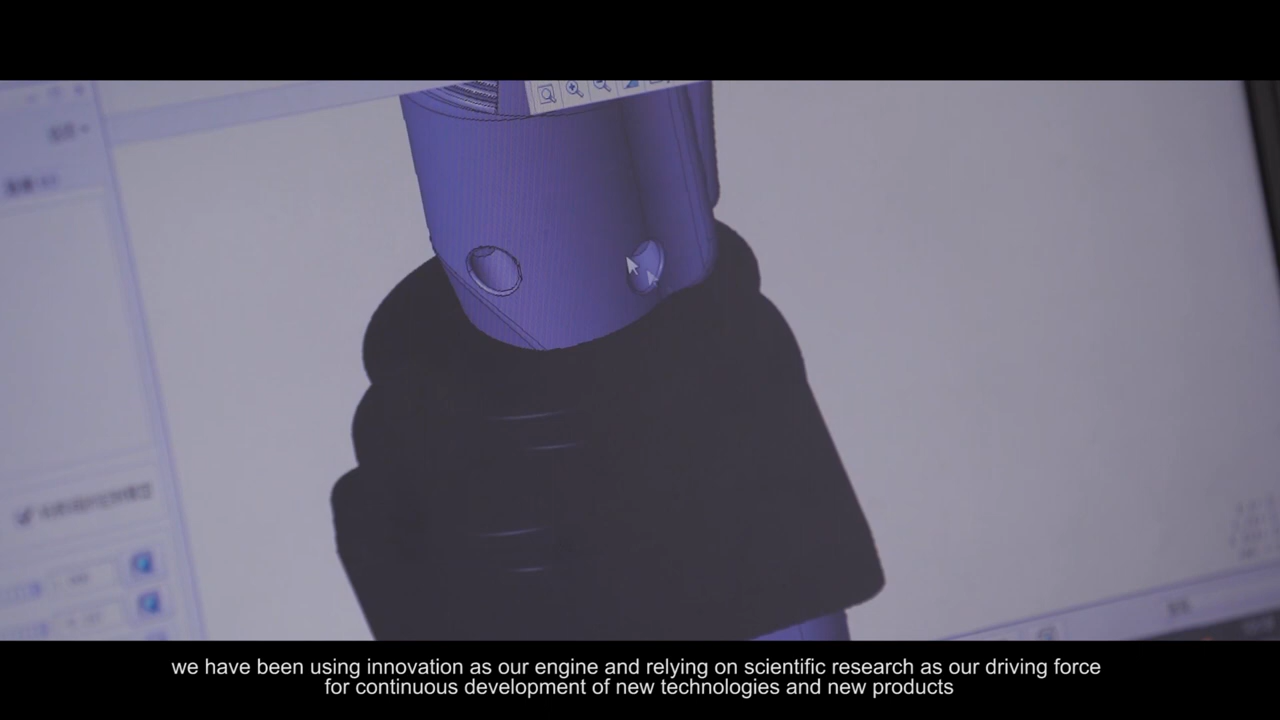 we have been using innovation as our engine and relying on scientific research as our driving force
for continuous development of new technologies and new products